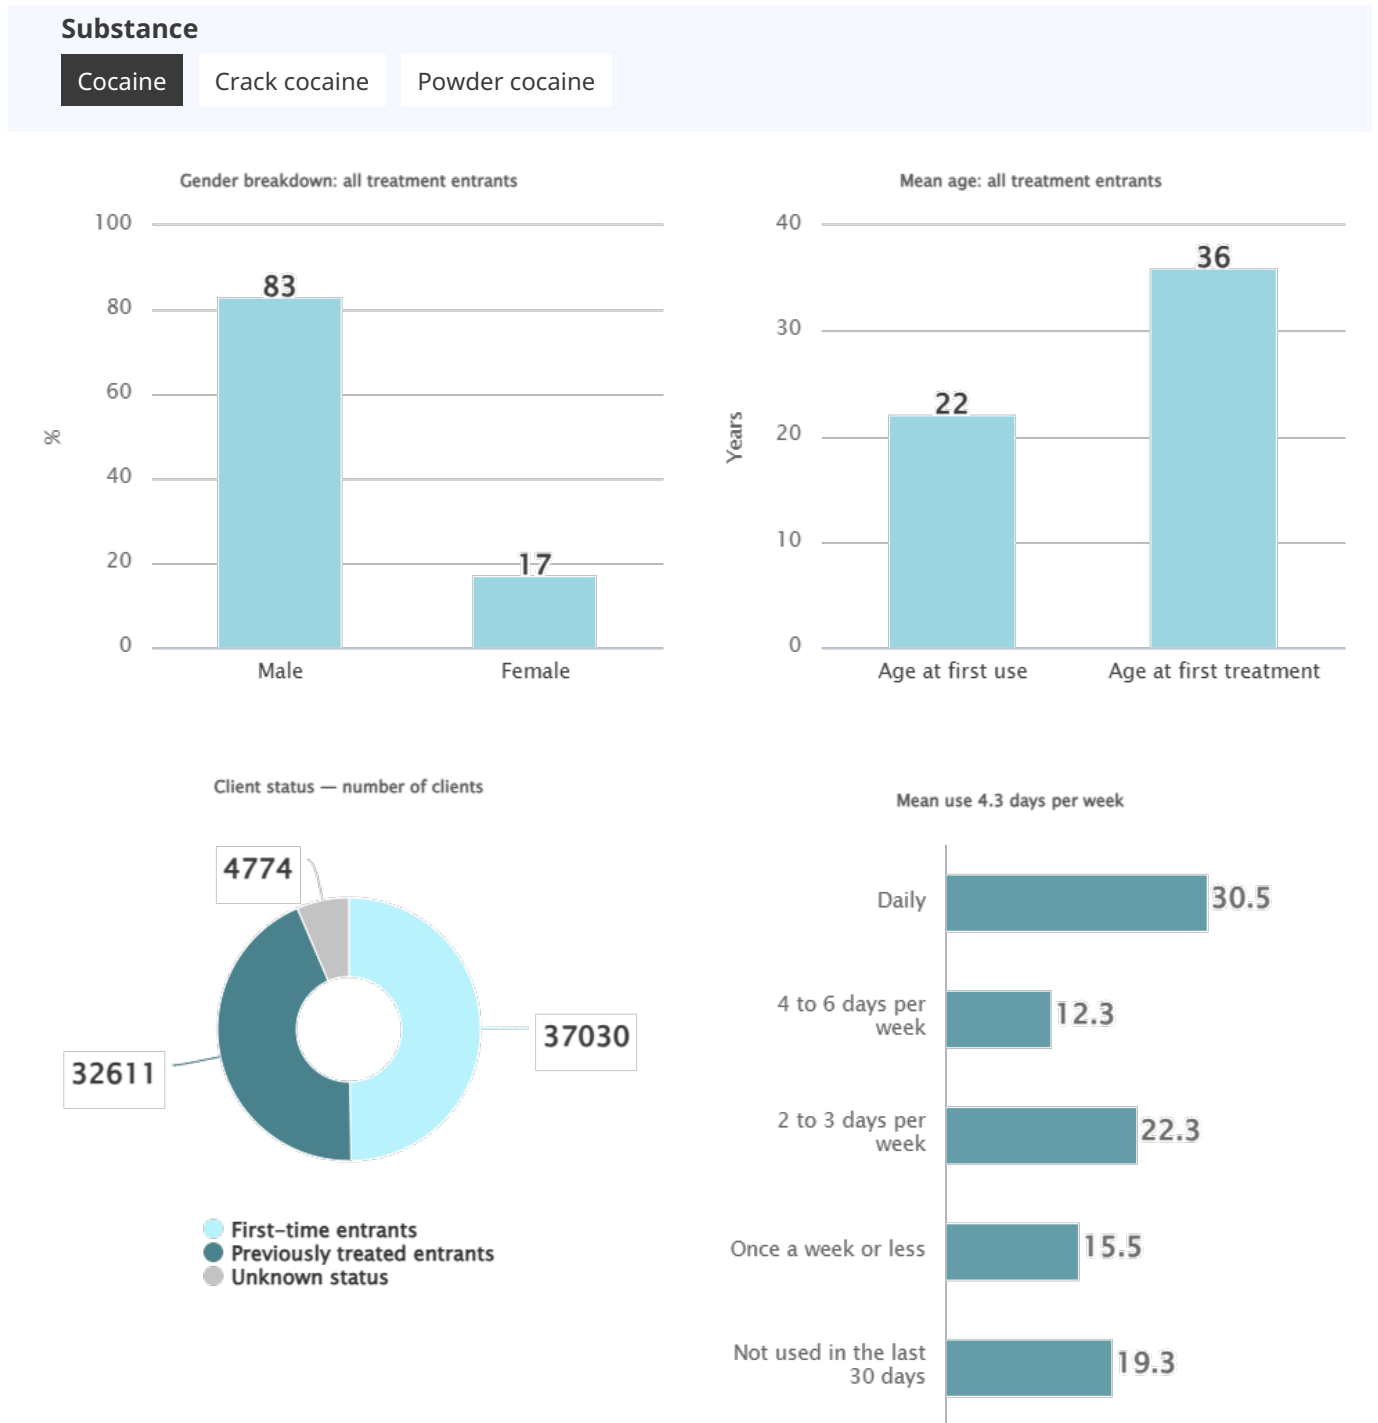 Substance
Cocaine
Crack cocaine
Powder cocaine
Gender breakdown: all treatment entrants
100
80
60
40
20
0
%
83
17
Male
Female
Mean age: all treatment entrants
40
30
20
10
0
Years
22
36
Age at first use
Age at first treatment
Client status — number of clients
4774
37030
32611
First-time entrants
Previously treated entrants
Unknown status
Mean use 4.3 days per week
Daily
30.5
4 to 6 days per
week
12.3
2 to 3 days per
week
22.3
Once a week or less
15.5
Not used in the last
30 days
19.3